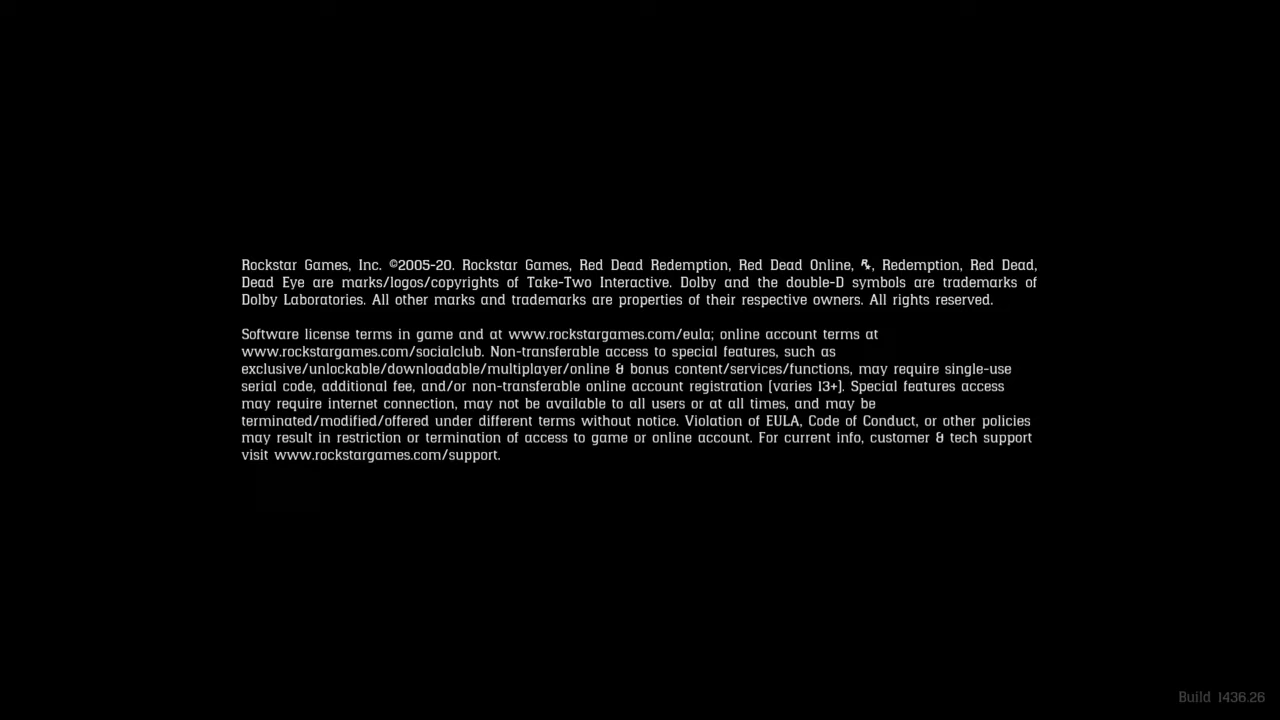 Rockstar Games, Inc. ©2005-20. Rockstar Games, Red Dead Redemption, Red Dead Online, R★, Redemption, Red Dead,
Dead Eye are marks/logos/copyrights of Take-Two Interactive. Dolby and the double-D symbols are trademarks of
Dolby Laboratories. All other marks and trademarks are properties of their respective owners. All rights reserved.
Software license terms in game and at www.rockstargames.com/eula; online account terms at
www.rockstargames.com/socialclub. Non-transferable access to special features, such as
exclusive/unlockable/downloadable/multiplayer/online & bonus content/services/functions, may require single-use
serial code, additional fee, and/or non-transferable online account registration (varies 13+). Special features access
may require internet connection, may not be available to all users or at all times, and may be
terminated/modified/offered under different terms without notice. Violation of EULA, Code of Conduct, or other policies
may result in restriction or termination of access to game or online account. For current info, customer & tech support
visit www.rockstargames.com/support.
Build 1436.26